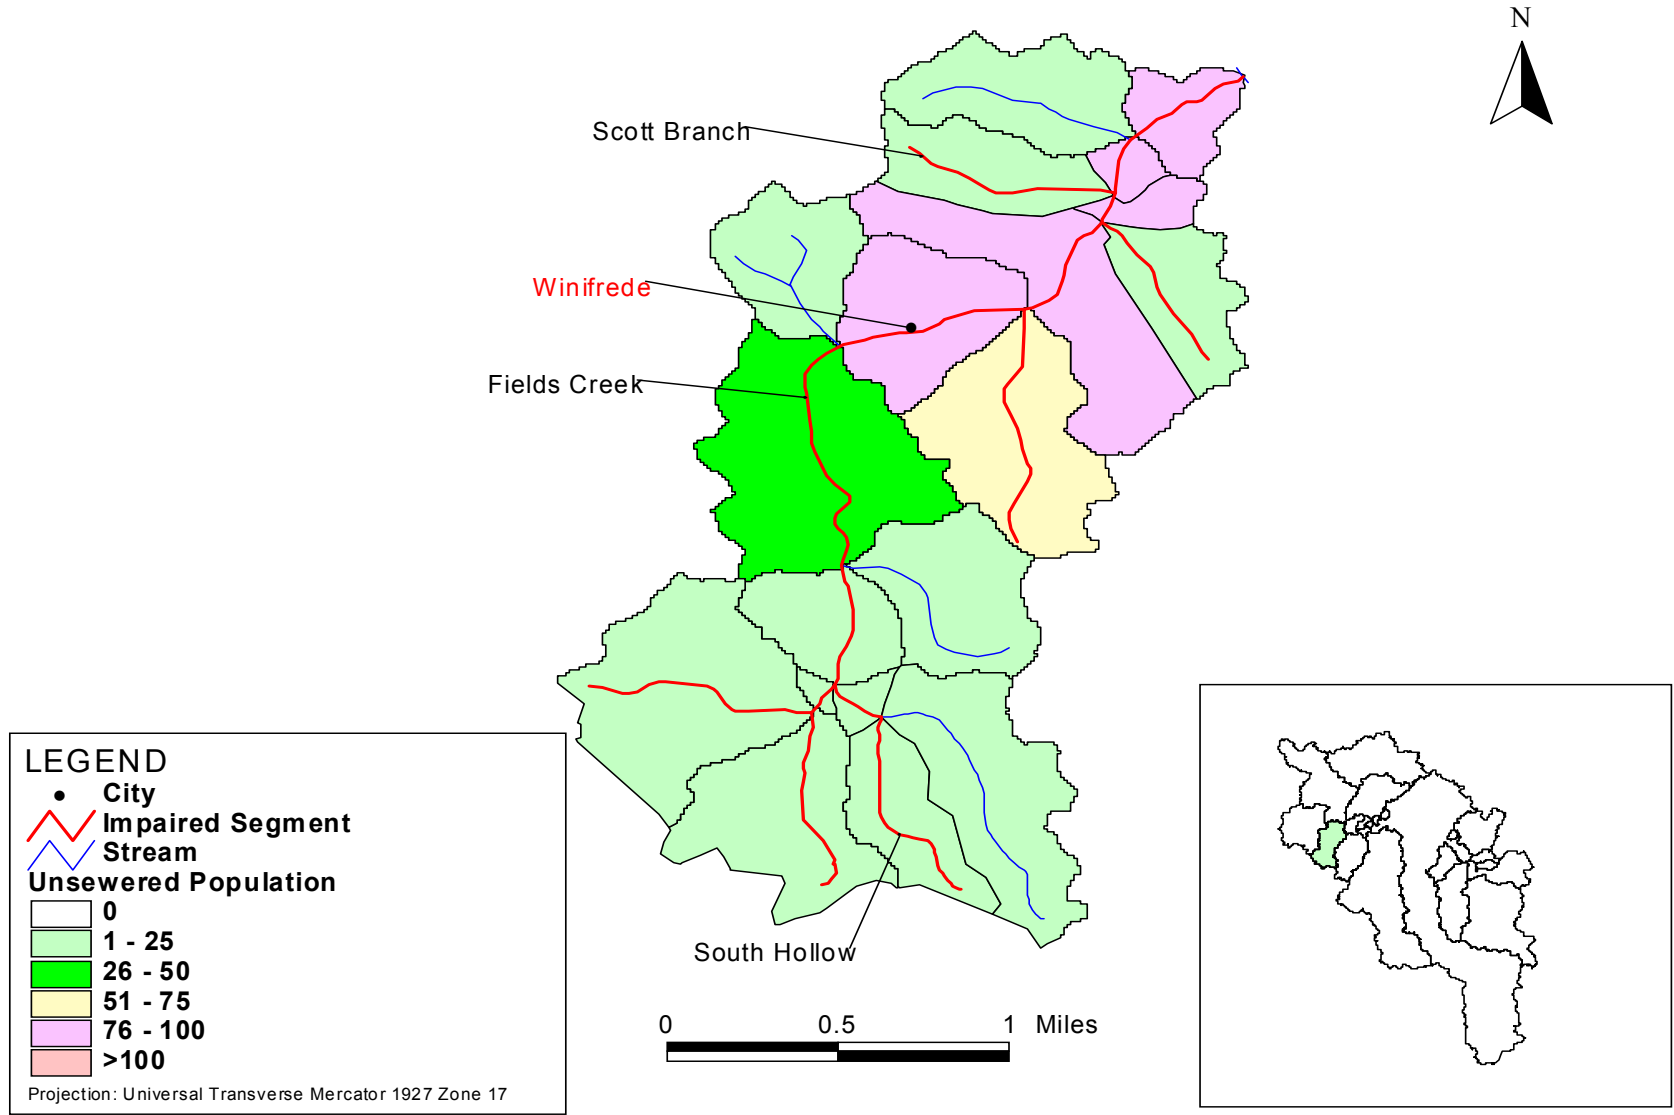 N
Scott Branch
Winifrede
Fields Creek
South Hollow
0 0.5 1 Miles
LEGEND
City
Impaired Segment
Stream
Unsewered Population
0
1 - 25
26 - 50
51 - 75
76 - 100
>100
Projection: Universal Transverse Mercator 1927 Zone 17